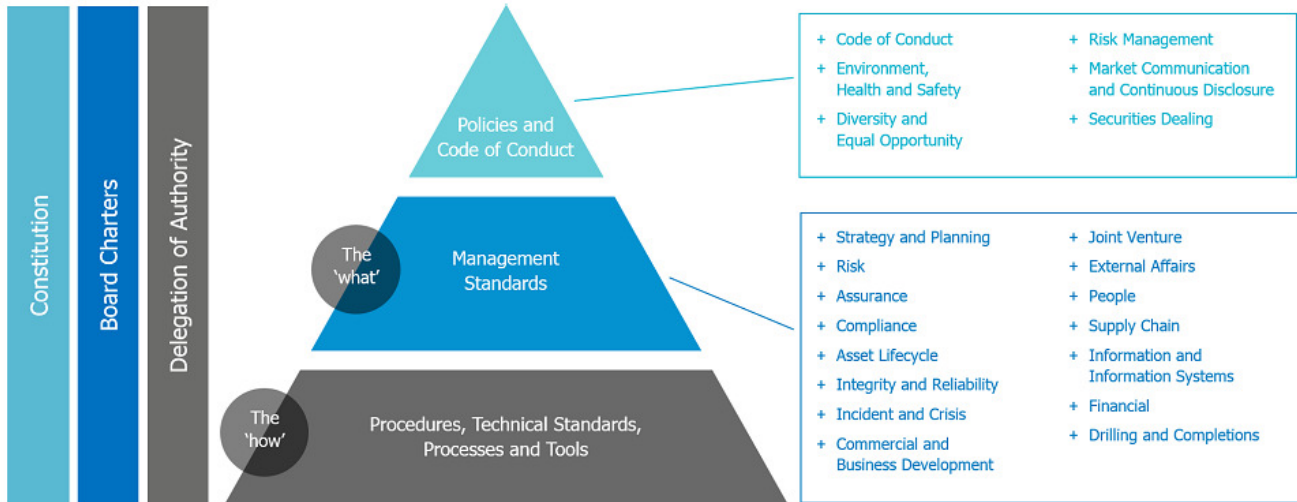 Constitution
Board Charters
Delegation of Authority
Policies and
Code of Conduct
The
‘what’
Management
Standards
The
‘how’
Procedures, Technical Standards,
Processes and Tools
+ Code of Conduct
+ Environment,
Health and Safety
+ Diversity and
Equal Opportunity
+ Risk Management
+ Market Communication
and Continuous Disclosure
+ Securities Dealing
+ Strategy and Planning
+ Risk
+ Assurance
+ Compliance
+ Asset Lifecycle
+ Integrity and Reliability
+ Incident and Crisis
+ Commercial and
Business Development
+ Joint Venture
+ External Affairs
+ People
+ Supply Chain
+ Information and
Information Systems
+ Financial
+ Drilling and Completions